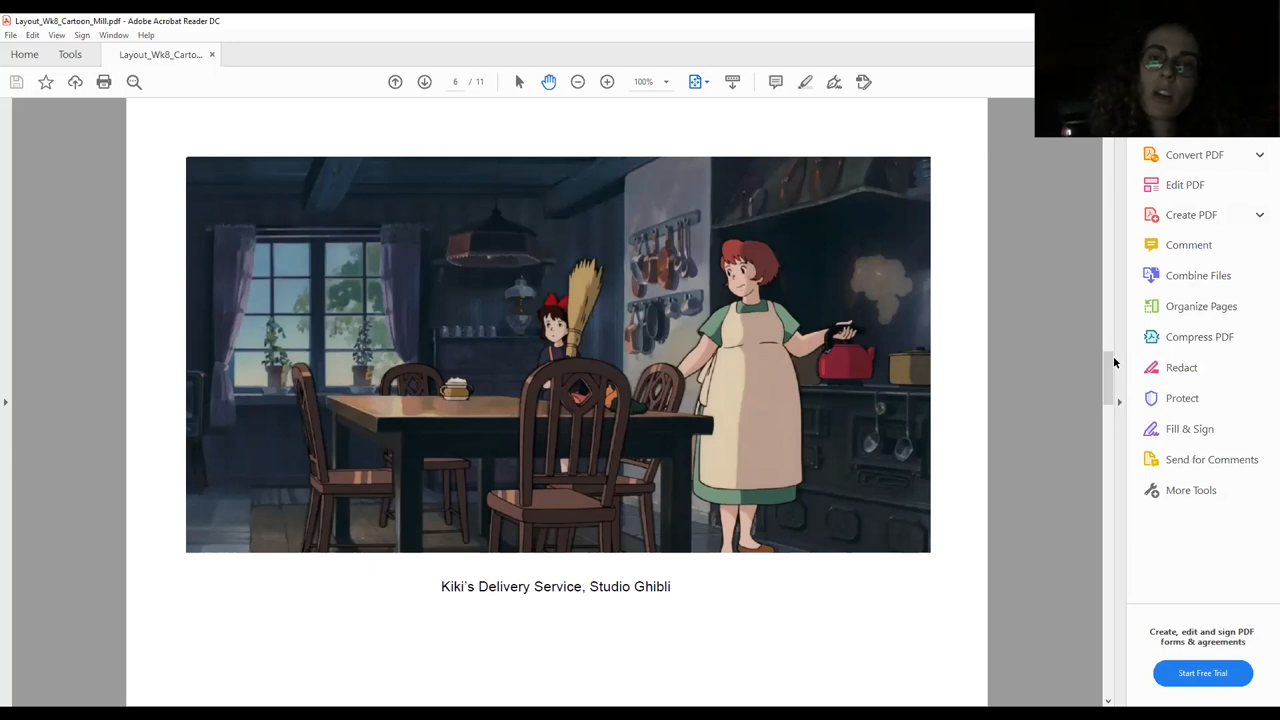 Layout_Wk8_Cartoon_Mill.pdf - Adobe Acrobat Reader DC
File Edit View Sign Window Help
Home Tools Layout_Wk8_Carto... ×
6 / 11 100%
Convert PDF
Edit PDF
Create PDF
Comment
Combine Files
Organize Pages
Compress PDF
Redact
Protect
Fill & Sign
Send for Comments
More Tools
Kiki's Delivery Service, Studio Ghibli
Create, edit and sign PDF
forms & agreements
Start Free Trial